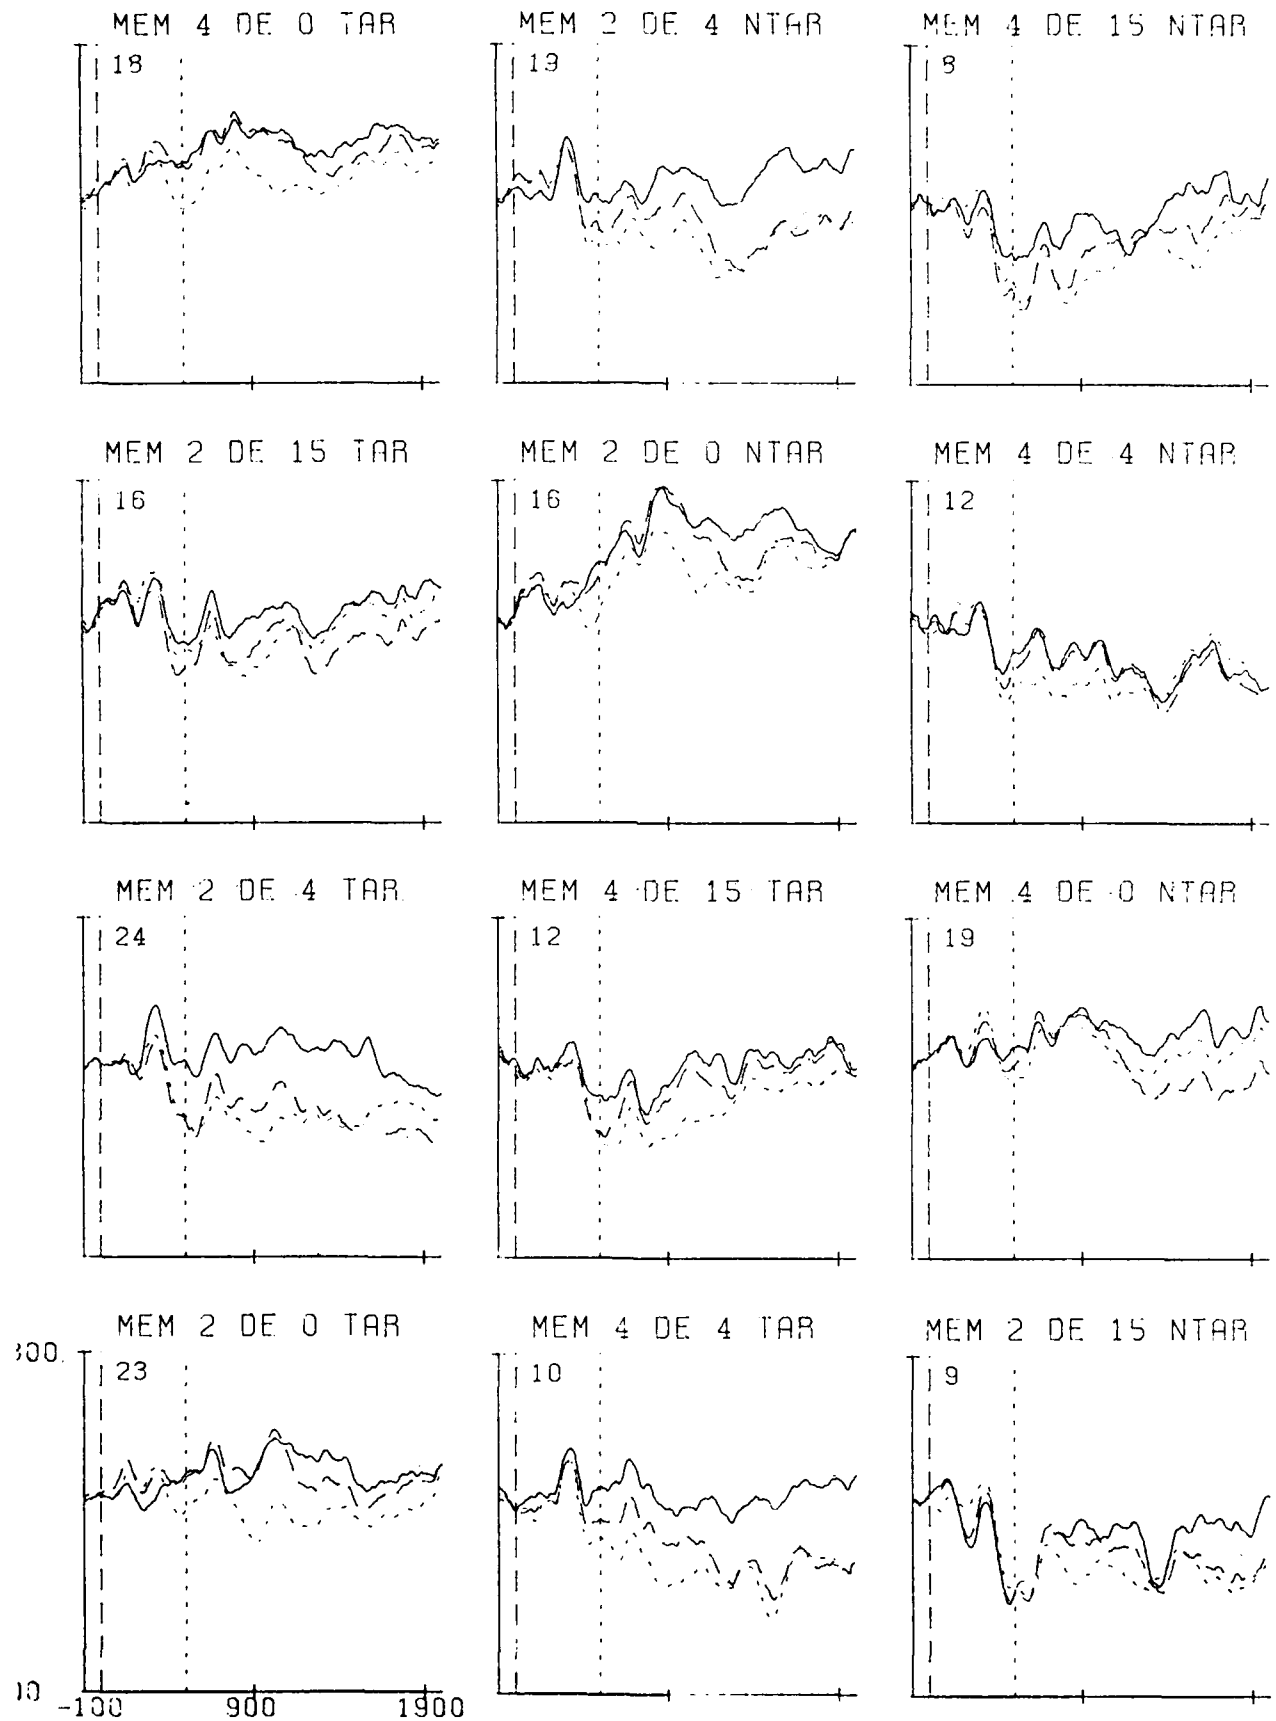 MEM 4 DE 0 TAR MEM 2 DE 4 NTAR MEM 4 DE 15 NTAR
18 19 8
MEM 2 DE 15 TAR MEM 2 DE 0 NTAR MEM 4 DE 4 NTAR
16 16 12
MEM 2 DE 4 TAR MEM 4 DE 15 TAR MEM 4 DE 0 NTAR
24 12 19
MEM 2 DE 0 TAR MEM 4 DE 4 TAR MEM 2 DE 15 NTAR
23 10 9
-100 900 1900